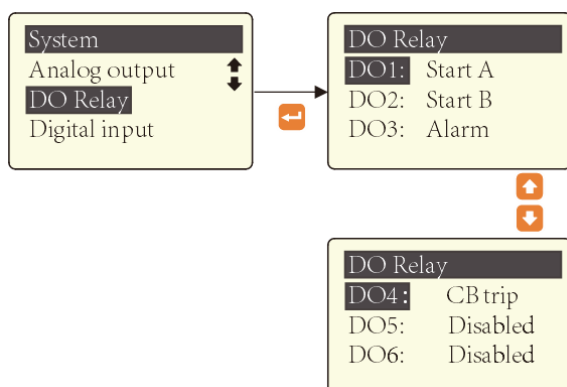 System
Analog output
DO Relay
Digital input
DO Relay
DO1: Start A
DO2: Start B
DO3: Alarm
DO Relay
DO4: CB trip
DO5: Disabled
DO6: Disabled